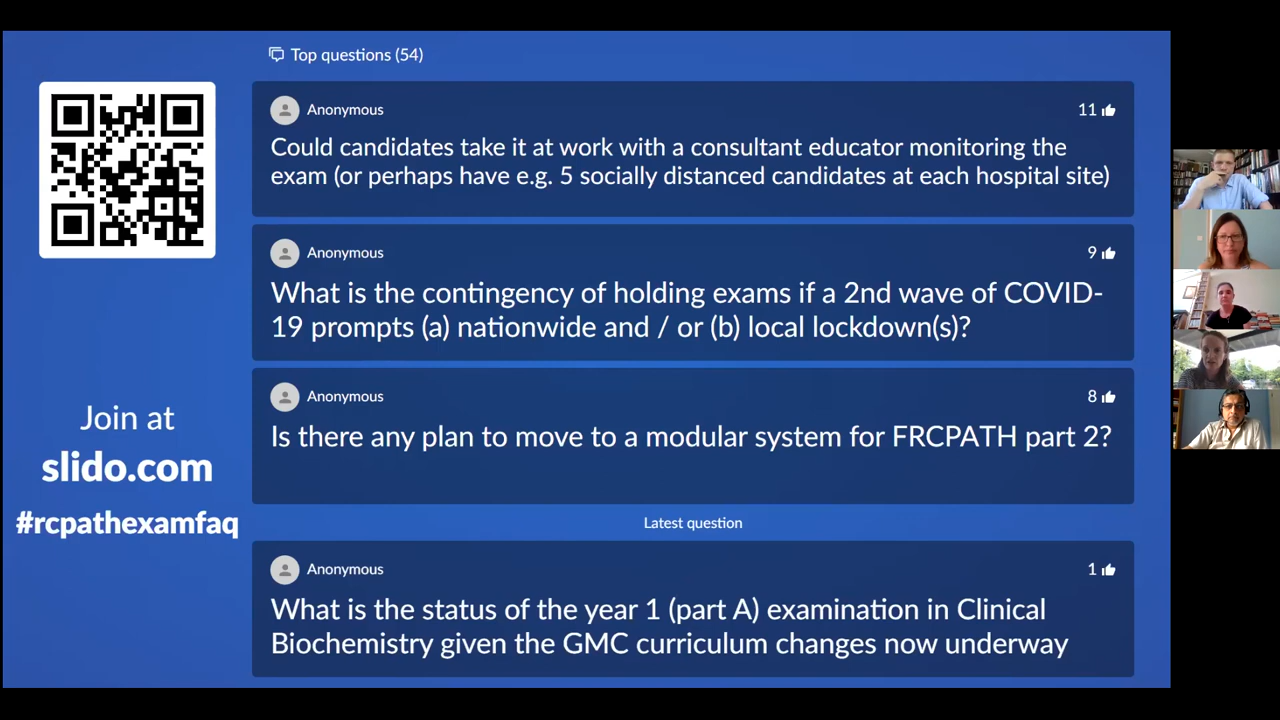 Top questions (54)
Anonymous
11
Could candidates take it at work with a consultant educator monitoring the
exam (or perhaps have e.g. 5 socially distanced candidates at each hospital site)
Anonymous
9
What is the contingency of holding exams if a 2nd wave of COVID-
19 prompts (a) nationwide and / or (b) local lockdown(s)?
Anonymous
8
Is there any plan to move to a modular system for FRCPATH part 2?
Latest question
Anonymous
1
What is the status of the year 1 (part A) examination in Clinical
Biochemistry given the GMC curriculum changes now underway
Join at
slido.com
#rcpathexamfaq